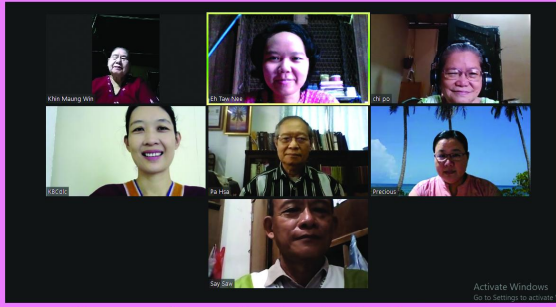 Khin Maung Win
Eh Taw Nee
chi po
KBCdlc
Pa Hsa
Precious
Say Saw
Activate Windows
Go to Settings to activate